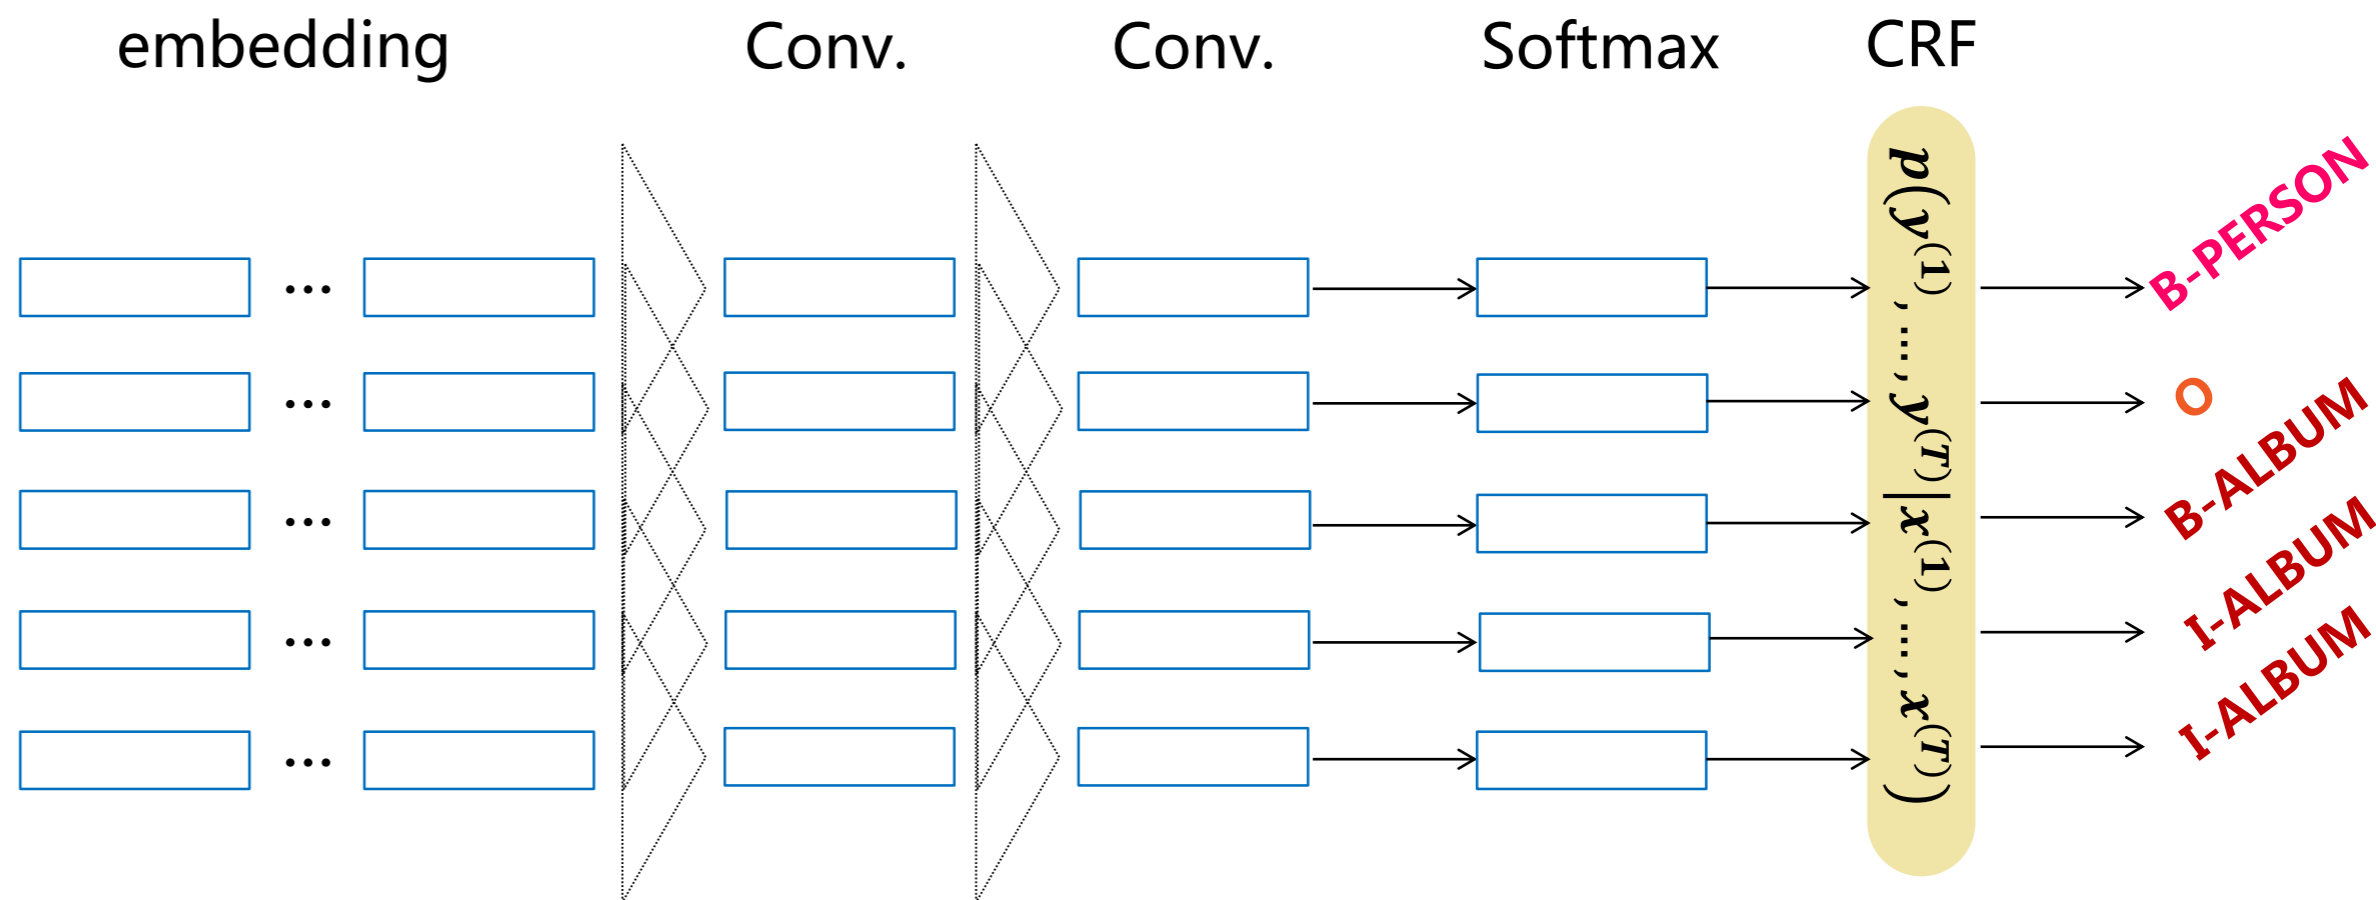 embedding Conv. Conv. Softmax CRF
p(y^(1), ..., y^(T)|x^(1), ..., x^(T))
B-PERSON
O
B-ALBUM
I-ALBUM
I-ALBUM